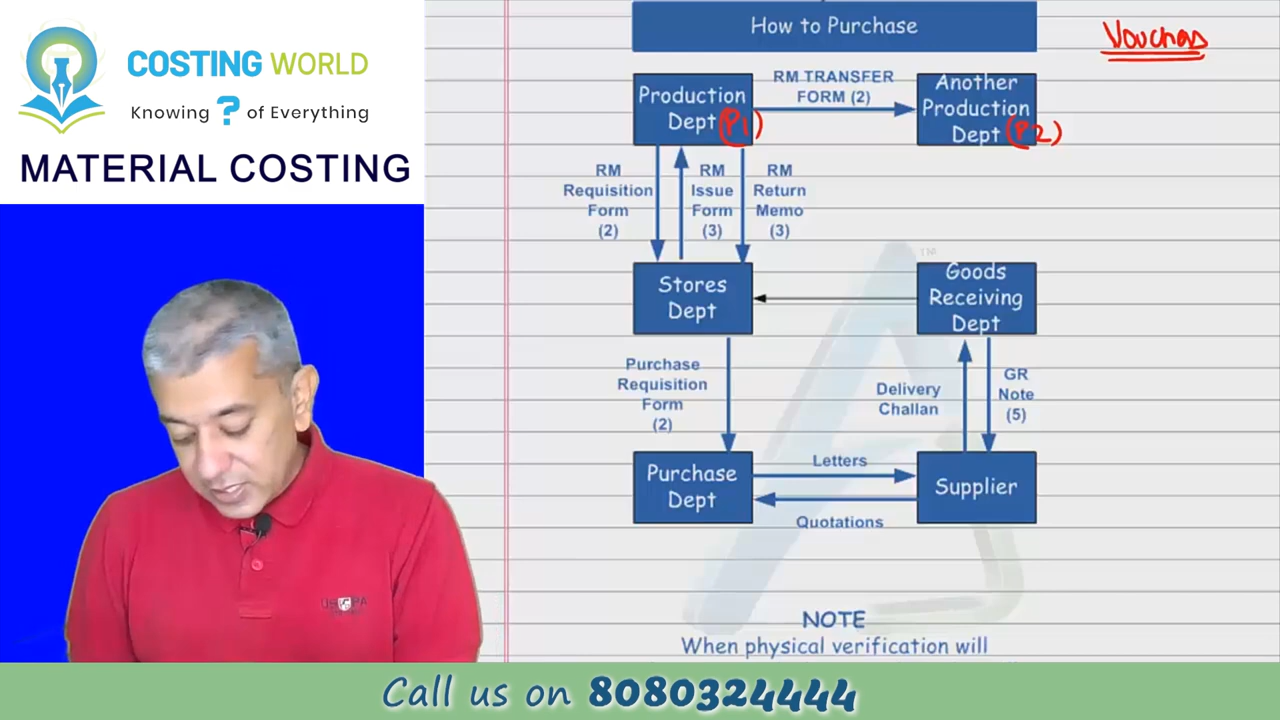 COSTING WORLD
Knowing ? of Everything
MATERIAL COSTING
How to Purchase
Vouchers
Production
Dept (P1)
RM TRANSFER
FORM (2)
Another
Production
Dept (P2)
RM
Requisition
Form
(2)
RM
Issue
Form
(3)
RM
Return
Memo
(3)
Stores
Dept
TM
Goods
Receiving
Dept
Purchase
Requisition
Form
(2)
Delivery
Challan
GR
Note
(5)
Purchase
Dept
Letters
Quotations
Supplier
NOTE
When physical verification will
Call us on 8080324444